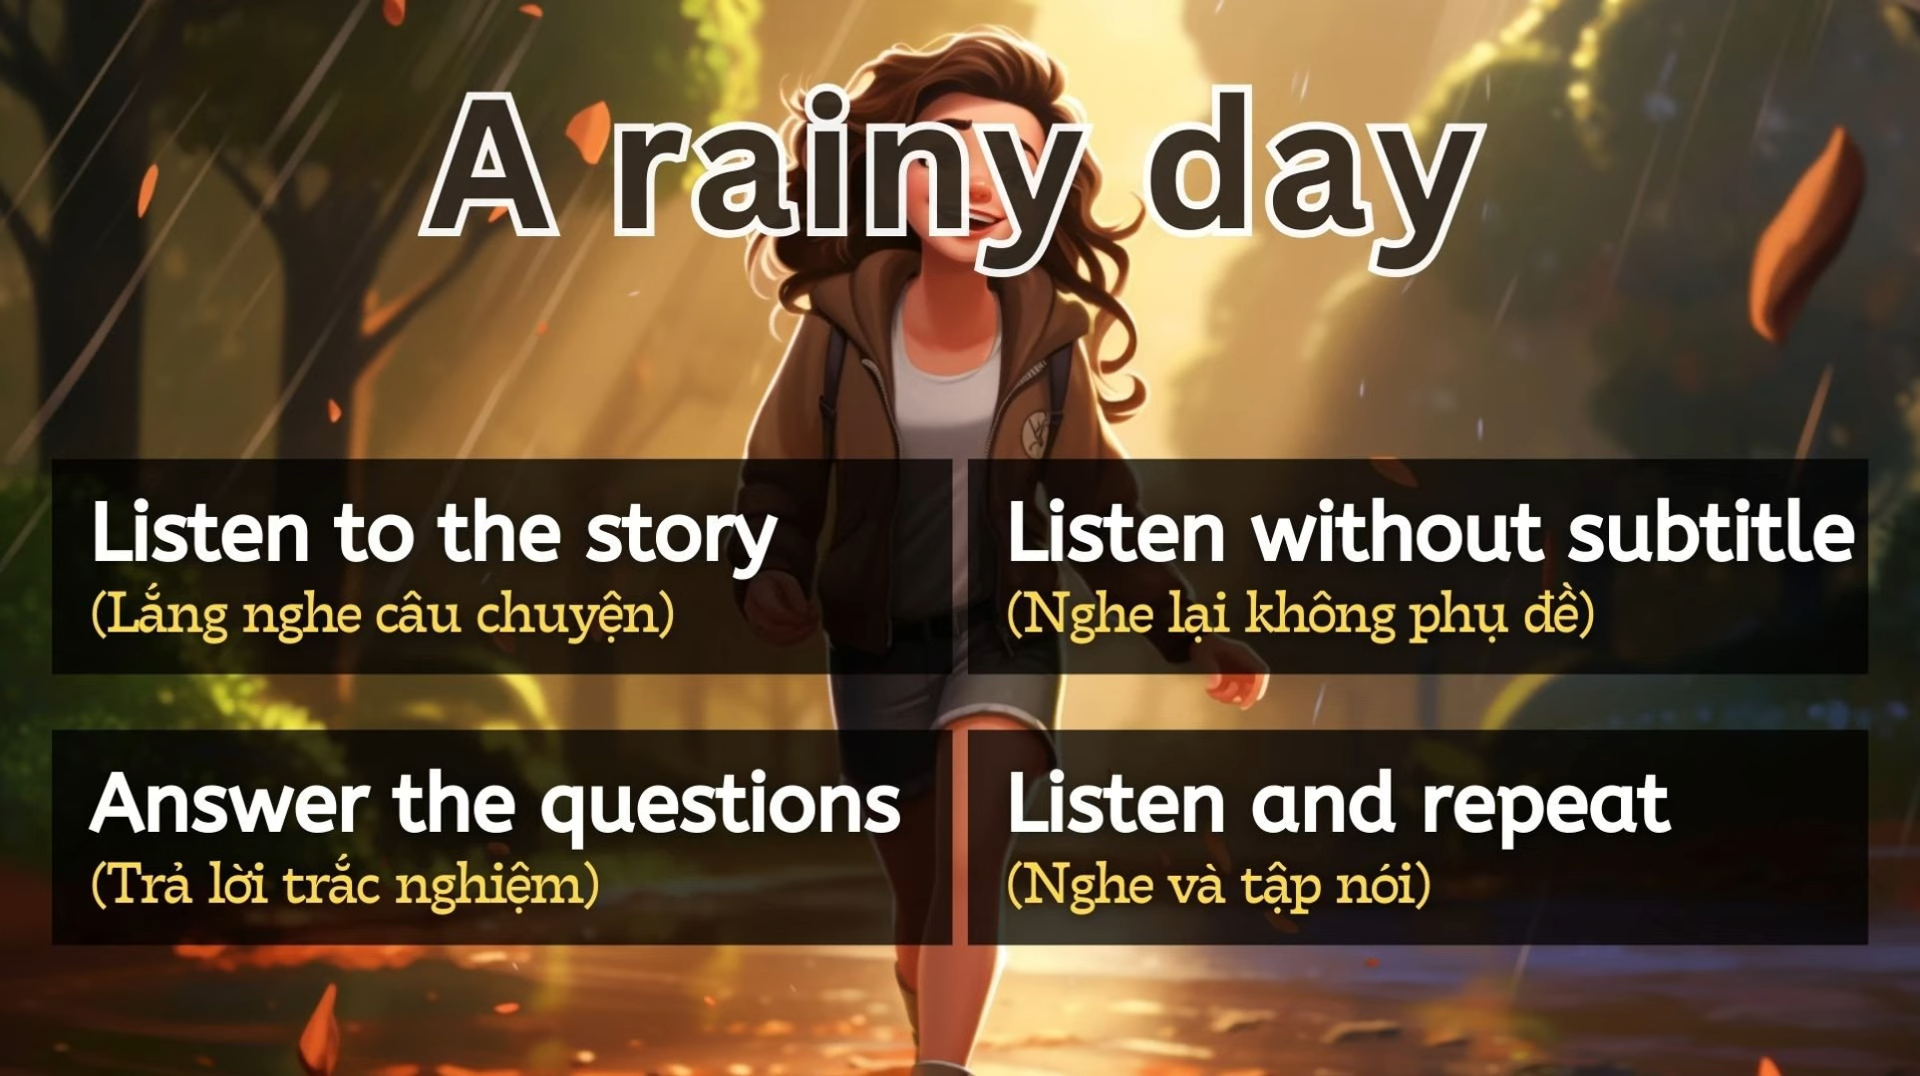 A rainy day
Listen to the story
(Lắng nghe câu chuyện)
Listen without subtitle
(Nghe lại không phụ đề)
Answer the questions
(Trả lời trắc nghiệm)
Listen and repeat
(Nghe và tập nói)